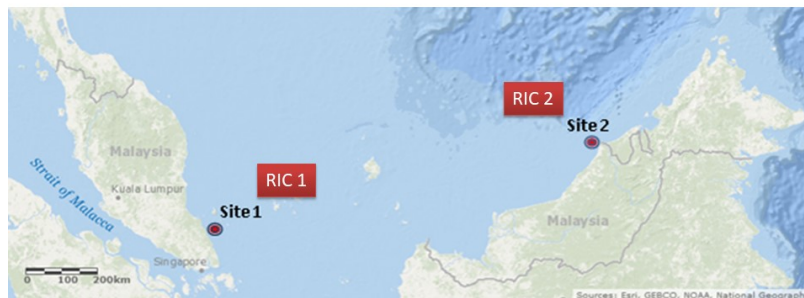 RIC 2
Site 2
Malaysia
Strait of Malacca
Kuala Lumpur
RIC 1
Site 1
Malaysia
Singapore
0 100 200km
Sources: Esri, GEBCO, NOAA, National Geograph